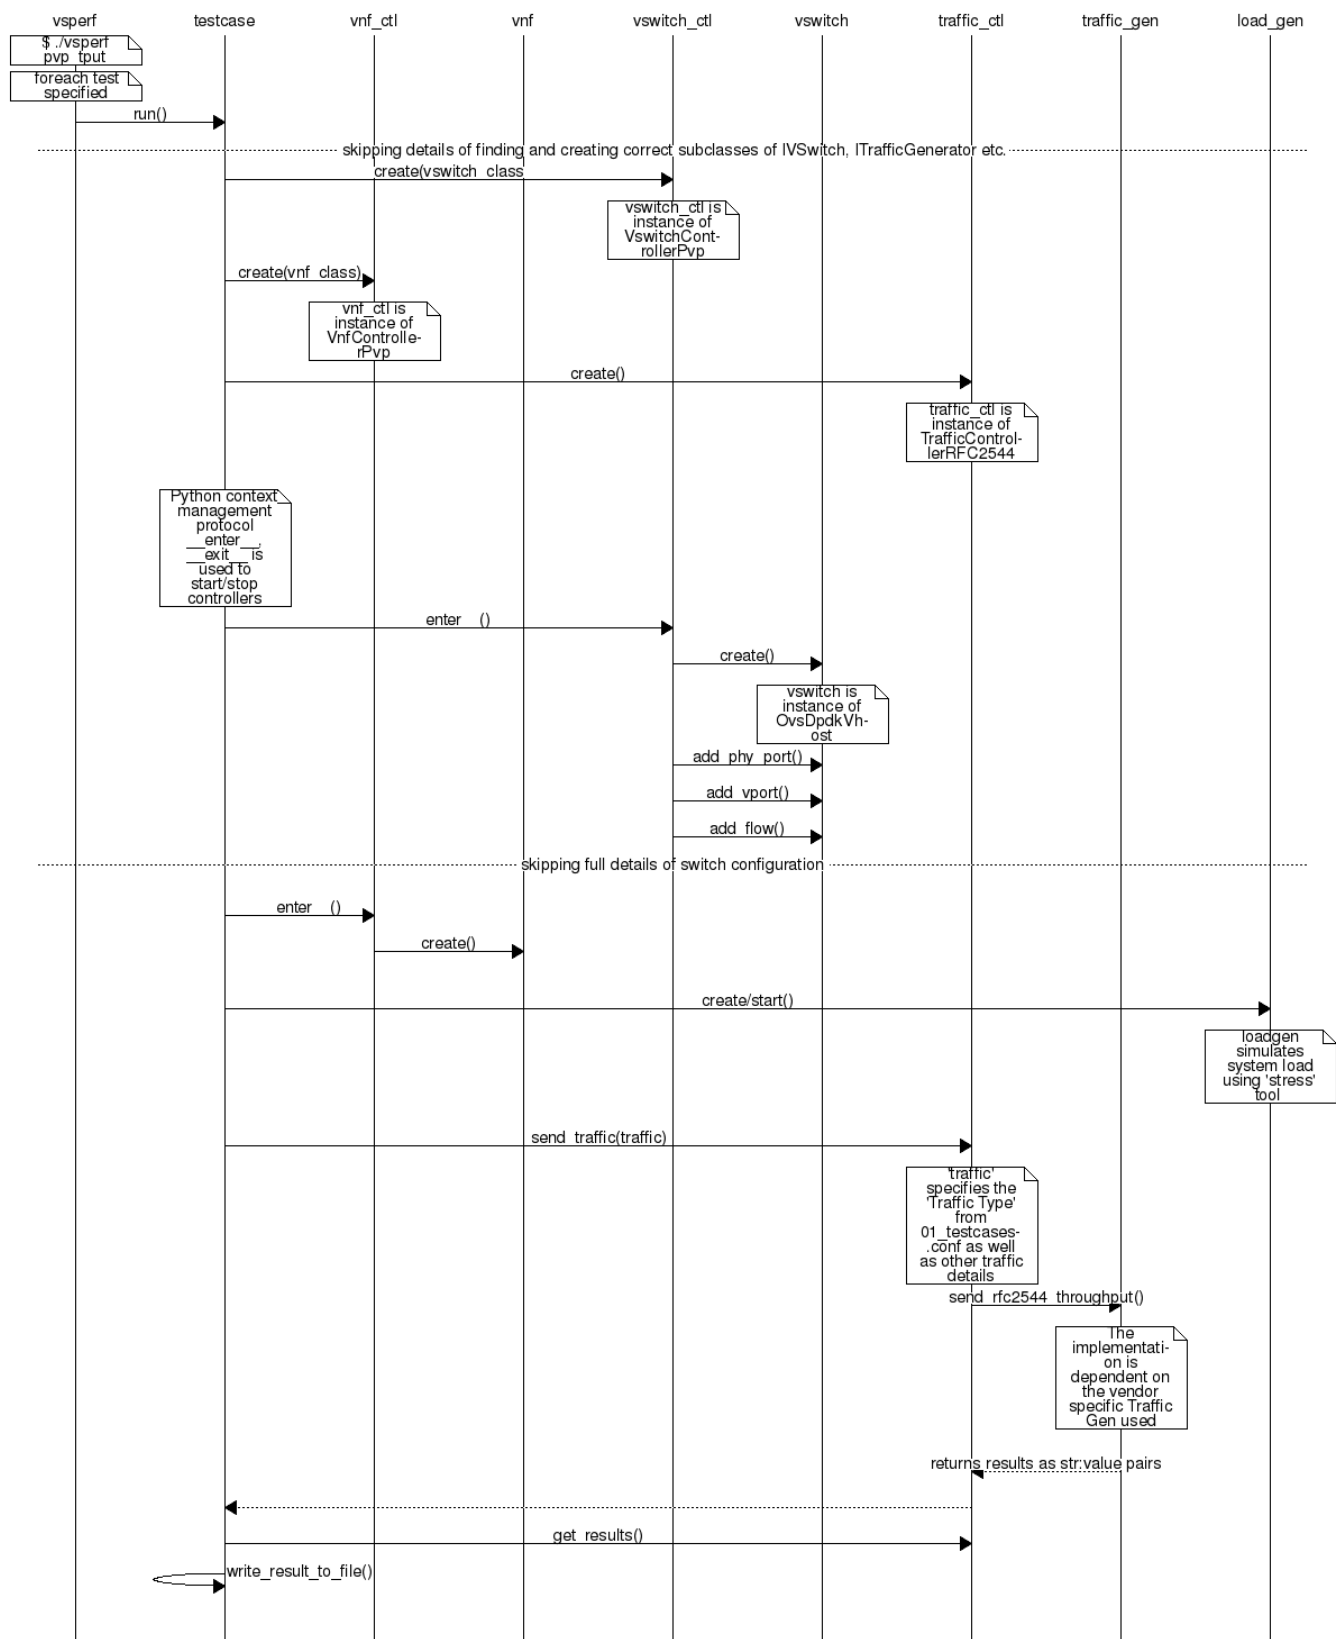 vsperf testcase vnf_ctl vnf vswitch_ctl vswitch traffic_ctl traffic_gen load_gen
$ ./vsperf
pvp_tput
foreach test
specified
run()
skipping details of finding and creating correct subclasses of IVSwitch, ITrafficGenerator etc.
create(vswitch_class
vswitch_ctl is
instance of
VswitchCont-
rollerPvp
create(vnf_class)
vnf_ctl is
instance of
VnfControlle-
rPvp
create()
traffic_ctl is
instance of
TrafficControl-
lerRFC2544
Python context
management
protocol
__enter__,
__exit__ is
used to
start/stop
controllers
enter__()
create()
vswitch is
instance of
OvsDpdkVh-
ost
add_phy_port()
add_vport()
add_flow()
skipping full details of switch configuration
enter__()
create()
create/start()
loadgen
simulates
system load
using 'stress'
tool
send_traffic(traffic)
'traffic'
specifies the
'Traffic Type'
from
01_testcases-
.conf as well
as other traffic
details
send_rfc2544_throughput()
The
implementati-
on is
dependent on
the vendor
specific Traffic
Gen used
returns results as str:value pairs
get_results()
write_result_to_file()